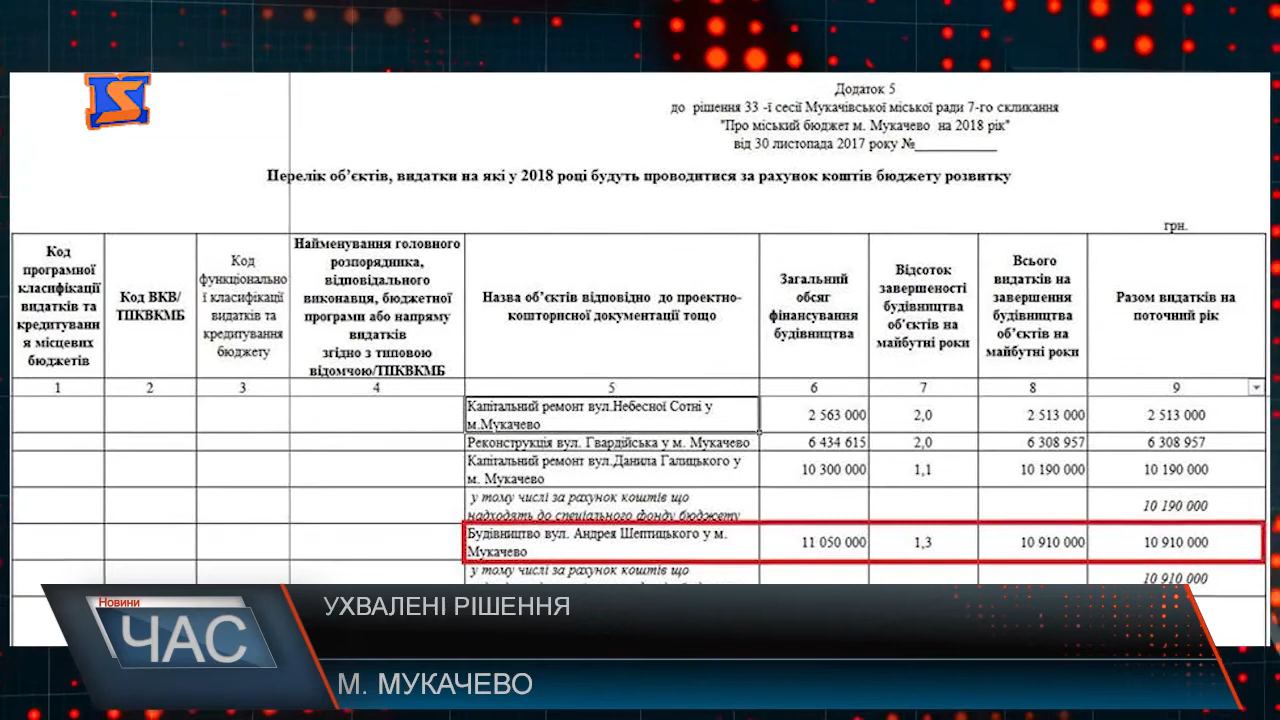 Додаток 5
до рішення 33 -ї сесії Мукачівської міської ради 7-го скликання
"Про міський бюджет м. Мукачево на 2018 рік"
від 30 листопада 2017 року №____________
Перелік об’єктів, видатки на які у 2018 році будуть проводитися за рахунок коштів бюджету розвитку
грн.
Код
програмної
класифікації
видатків та
кредитуванн
я місцевих
бюджетів
Код ВКВ/
ТПКВКМБ
Код
функціонально
ї класифікації
видатків та
кредитування
бюджету
Найменування головного
розпорядника,
відповідального
виконавця, бюджетної
програми або напряму
видатків
згідно з типовою
відомчою/ТПКВКМБ
Назва об’єктів відповідно до проектно-
кошторисної документації тощо
Загальний
обсяг
фінансування
будівництва
Відсоток
завершеності
будівництва
об'єктів на
майбутні роки
Всього
видатків на
завершення
будівництва
об’єктів на
майбутні роки
Разом видатків на
поточний рік
1 2 3 4 5 6 7 8 9
Капітальний ремонт вул.Небесної Сотні у
м.Мукачево
2 563 000 2,0 2 513 000 2 513 000
Реконструкція вул. Гвардійська у м. Мукачево 6 434 615 2,0 6 308 957 6 308 957
Капітальний ремонт вул.Данила Галицького у
м. Мукачево
10 300 000 1,1 10 190 000 10 190 000
у тому числі за рахунок коштів що
надходять до спеціального фонду бюджету
10 190 000
Будівництво вул. Андрея Шептицького у м.
Мукачево
11 050 000 1,3 10 910 000 10 910 000
у тому числі за рахунок коштів що
10 910 000
Новини
ЧАС
УХВАЛЕНІ РІШЕННЯ
М. МУКАЧЕВО